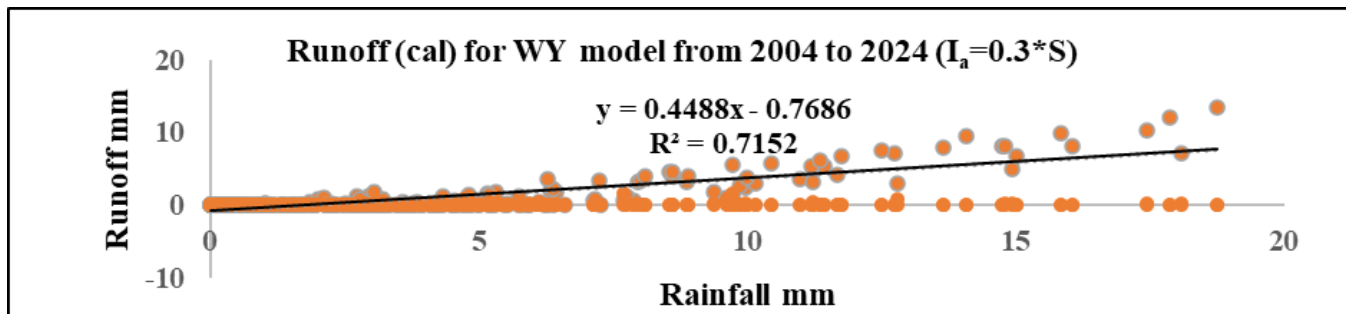 Runoff (cal) for WY model from 2004 to 2024 (Iₐ=0.3*S)
y = 0.4488x - 0.7686
R² = 0.7152
Runoff mm
20
10
0
-10
0 5 10 15 20
Rainfall mm